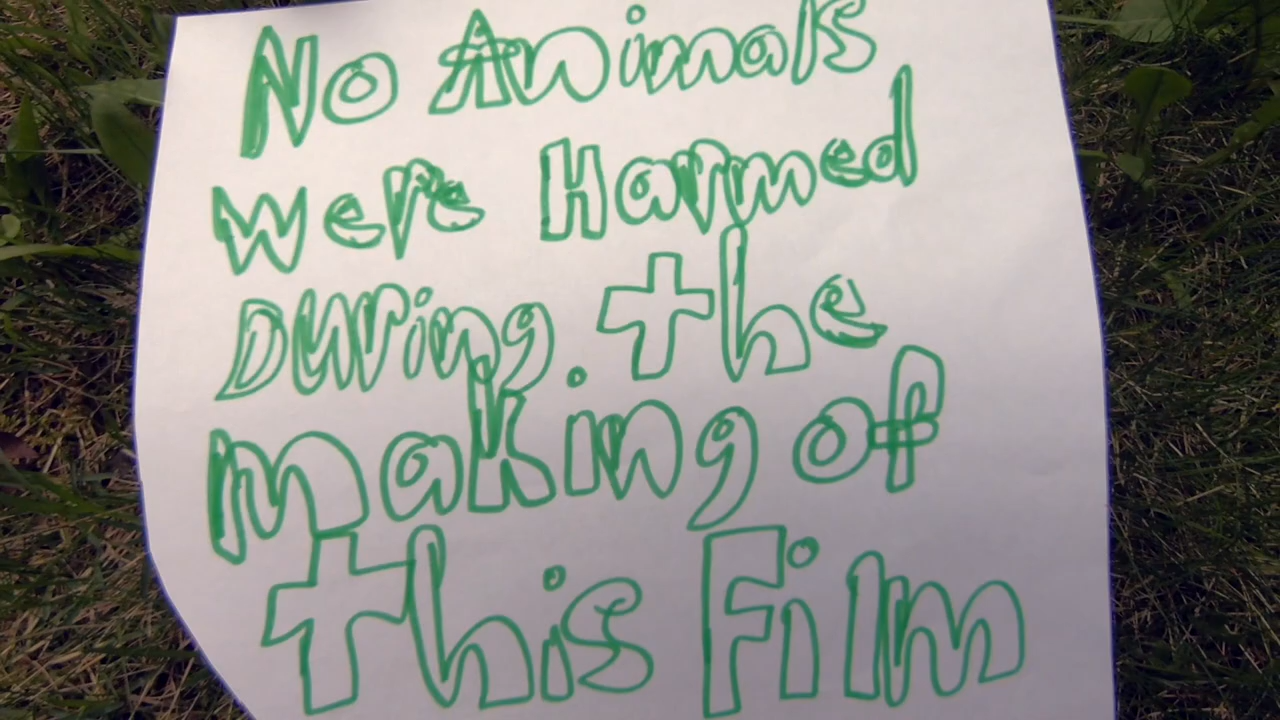 No Animals
Were Harmed
During the
making of
this Film